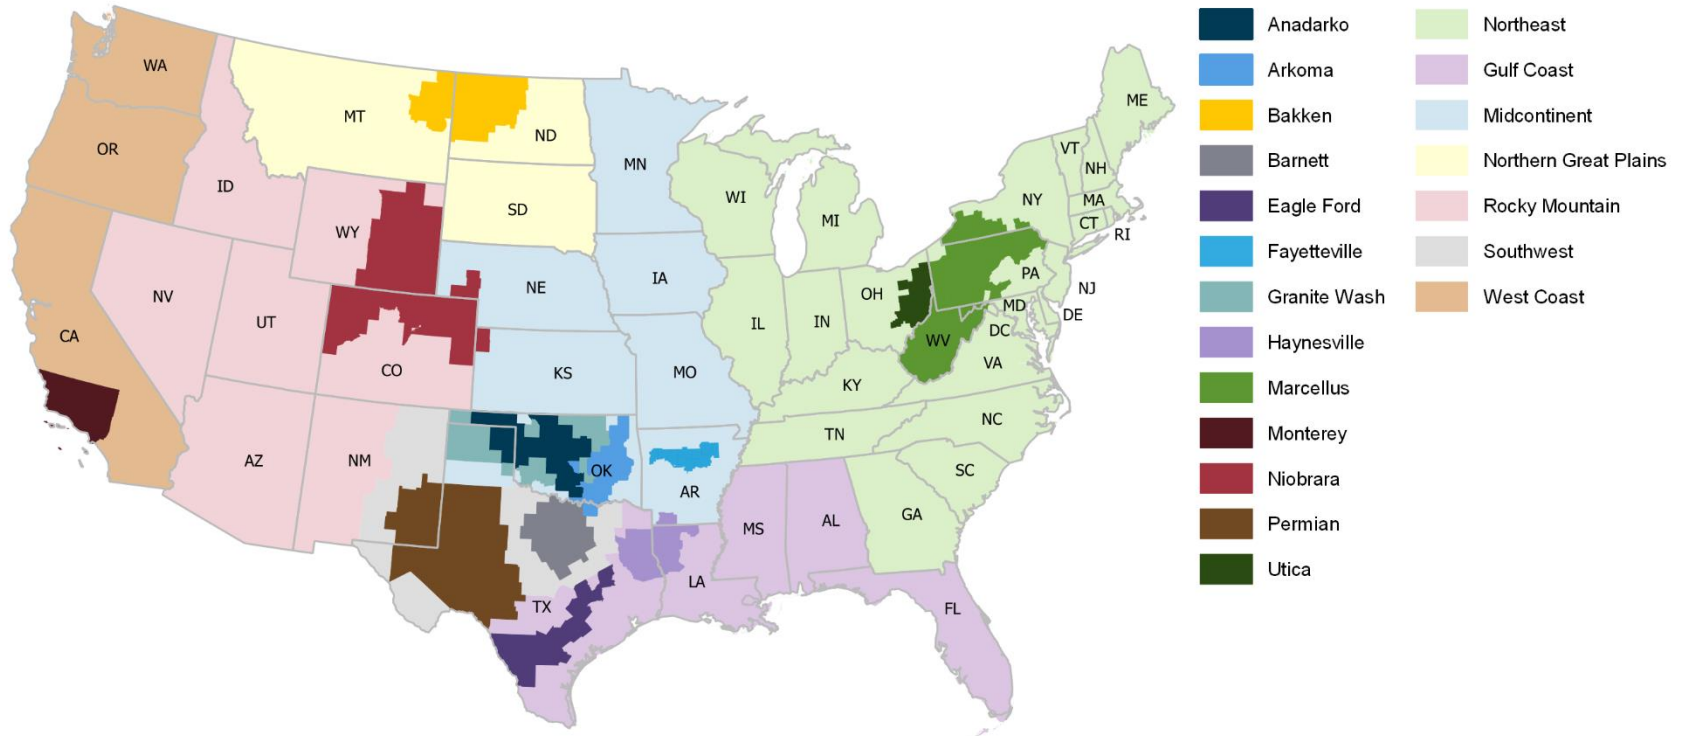 Anadarko
Arkoma
Bakken
Barnett
Eagle Ford
Fayetteville
Granite Wash
Haynesville
Marcellus
Monterey
Niobrara
Permian
Utica
Northeast
Gulf Coast
Midcontinent
Northern Great Plains
Rocky Mountain
Southwest
West Coast
WA
OR
CA
ID
NV
MT
WY
UT
CO
AZ
NM
ND
SD
NE
KS
OK
TX
MN
IA
MO
AR
LA
WI
IL
MI
IN
OH
KY
TN
MS
AL
GA
FL
SC
NC
VA
WV
DC
MD
DE
PA
NJ
NY
CT
RI
MA
VT
NH
ME